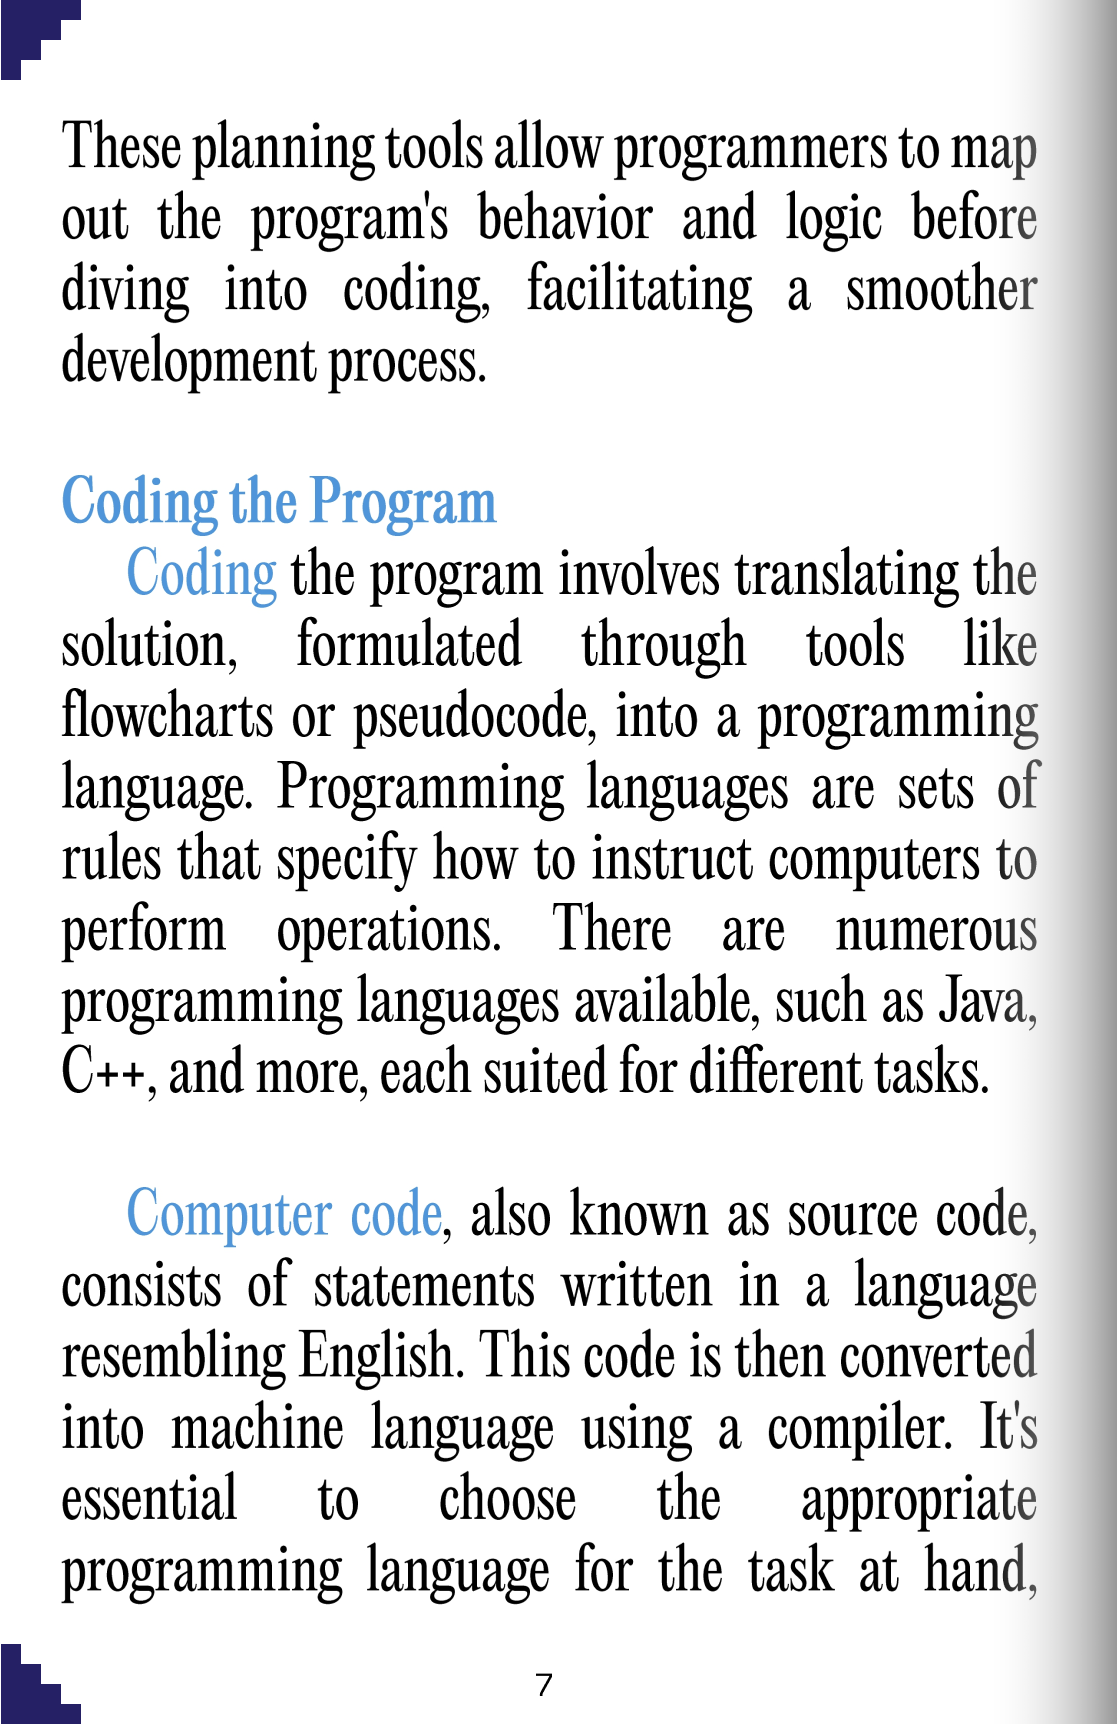 These planning tools allow programmers to map
out the program's behavior and logic before
diving into coding, facilitating a smoother
development process.
Coding the Program
Coding the program involves translating the
solution, formulated through tools like
flowcharts or pseudocode, into a programming
language. Programming languages are sets of
rules that specify how to instruct computers to
perform operations. There are numerous
programming languages available, such as Java,
C++, and more, each suited for different tasks.
Computer code, also known as source code,
consists of statements written in a language
resembling English. This code is then converted
into machine language using a compiler. It's
essential to choose the appropriate
programming language for the task at hand,
7